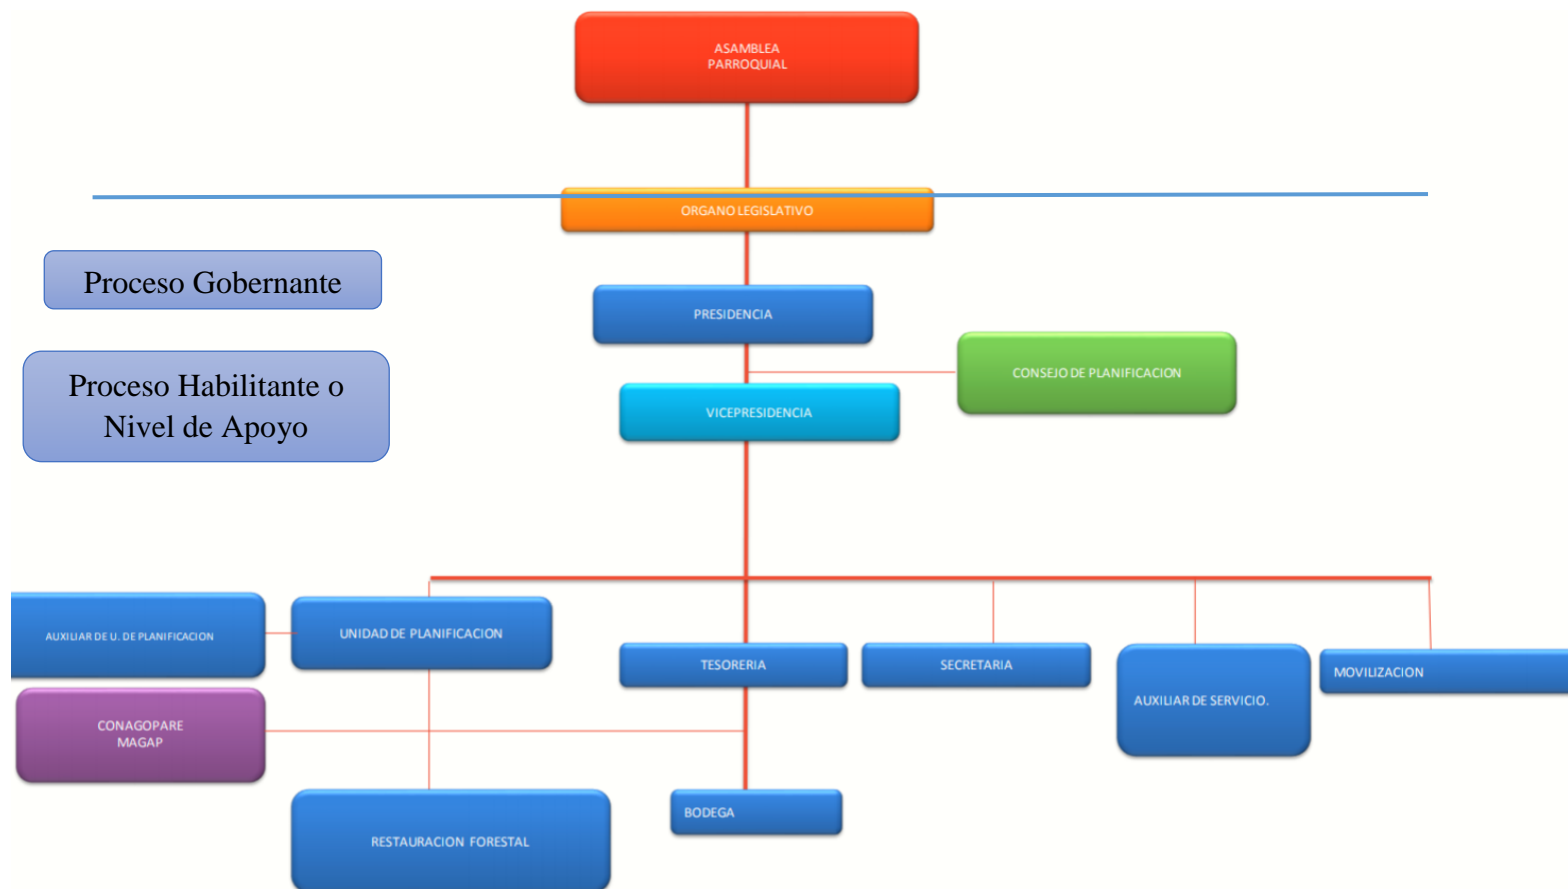 ASAMBLEA
PARROQUIAL
ORGANO LEGISLATIVO
Proceso Gobernante
PRESIDENCIA
Proceso Habilitante o
Nivel de Apoyo
CONSEJO DE PLANIFICACION
VICEPRESIDENCIA
AUXILIAR DE U. DE PLANIFICACION
UNIDAD DE PLANIFICACION
TESORERIA
SECRETARIA
AUXILIAR DE SERVICIO.
MOVILIZACION
CONAGOPARE
MAGAP
RESTAURACION FORESTAL
BODEGA